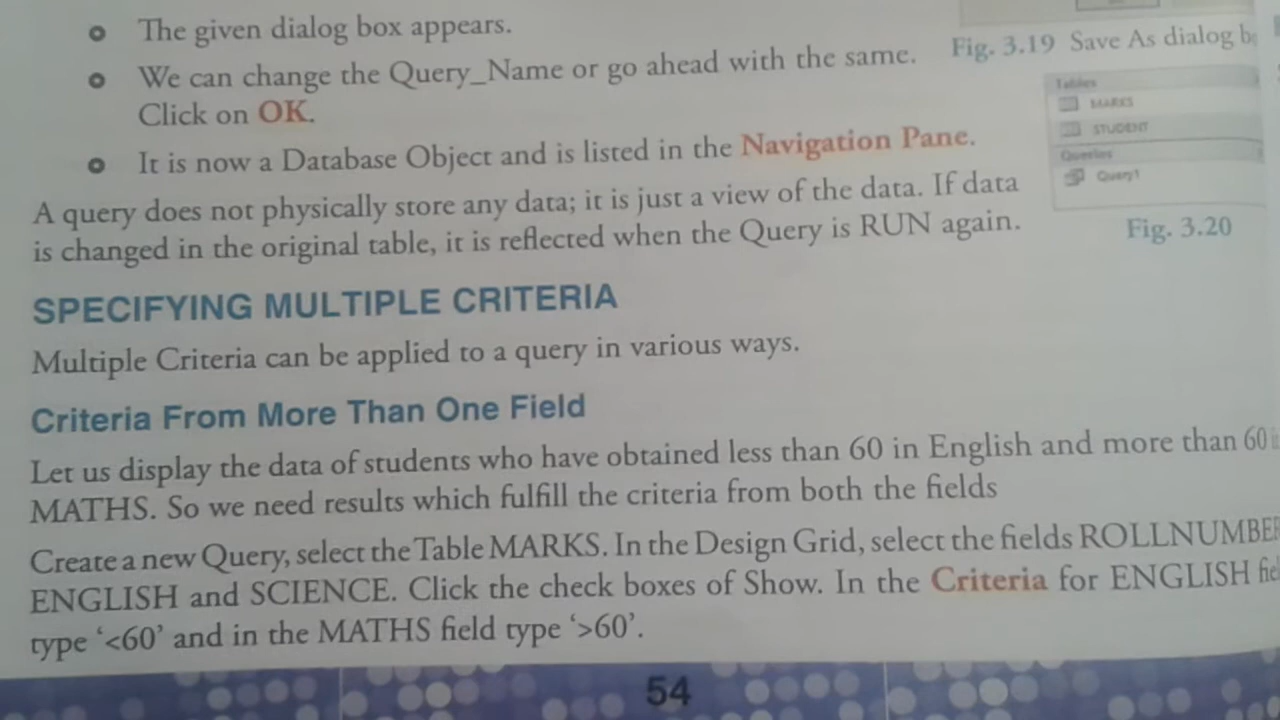 The given dialog box appears.
We can change the Query_Name or go ahead with the same.
Click on OK.
It is now a Database Object and is listed in the Navigation Pane.
Fig. 3.19 Save As dialog b
Tables
MARKS
STUDENT
Queries
Query1
Fig. 3.20
A query does not physically store any data; it is just a view of the data. If data
is changed in the original table, it is reflected when the Query is RUN again.
SPECIFYING MULTIPLE CRITERIA
Multiple Criteria can be applied to a query in various ways.
Criteria From More Than One Field
Let us display the data of students who have obtained less than 60 in English and more than 60
MATHS. So we need results which fulfill the criteria from both the fields
Create a new Query, select the Table MARKS. In the Design Grid, select the fields ROLLNUMBER
ENGLISH and SCIENCE. Click the check boxes of Show. In the Criteria for ENGLISH fie
type ‘<60’ and in the MATHS field type ‘>60’.
54